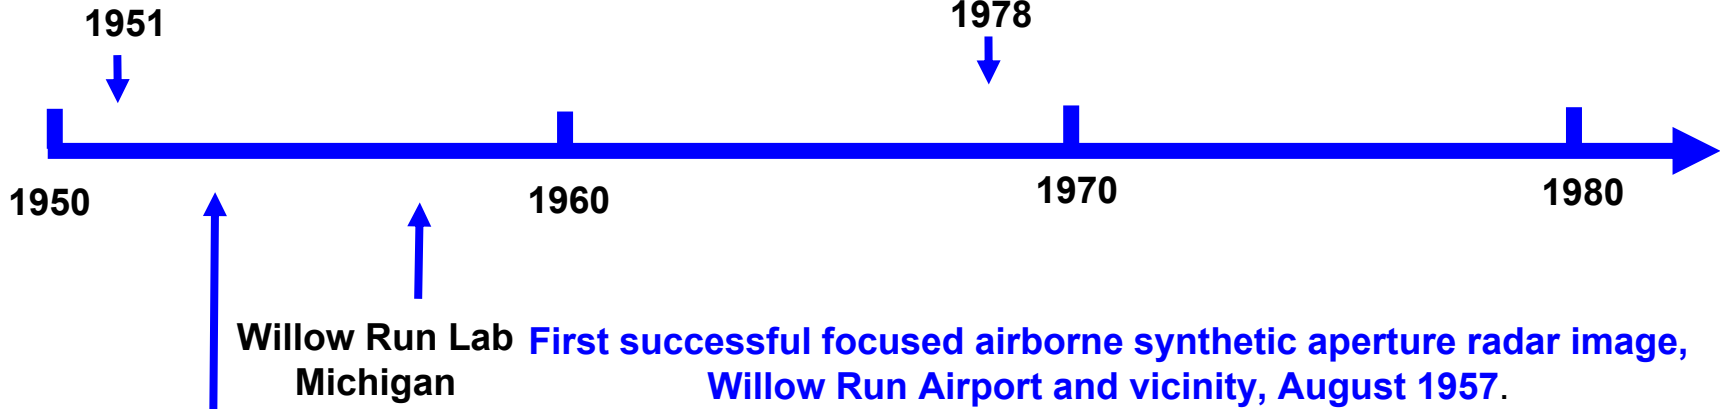 1951
1978
1950
1960
1970
1980
Willow Run Lab
Michigan
First successful focused airborne synthetic aperture radar image,
Willow Run Airport and vicinity, August 1957.